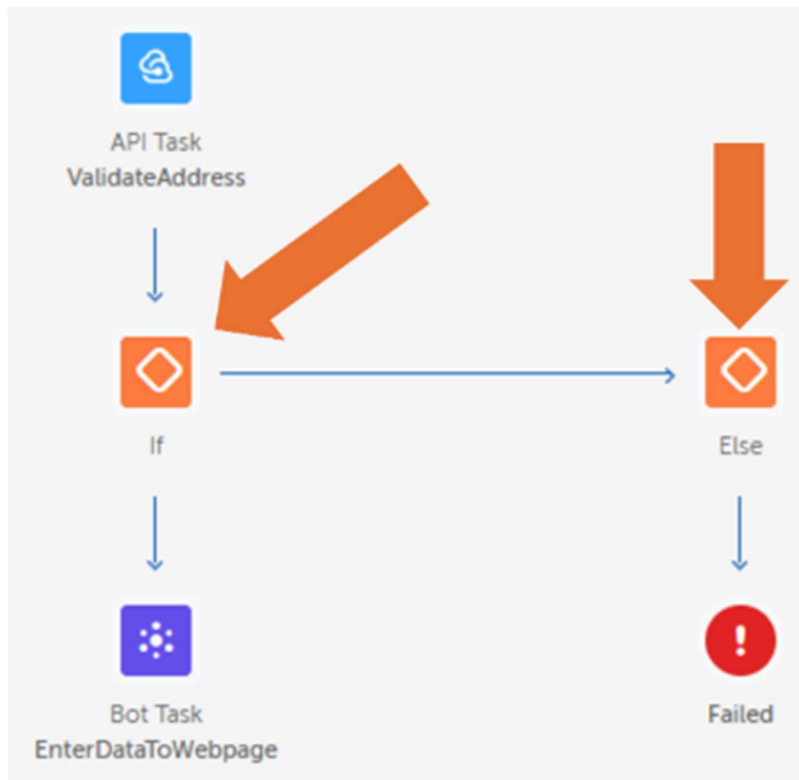 API Task
ValidateAddress
If
Else
Bot Task
EnterDataToWebpage
Failed